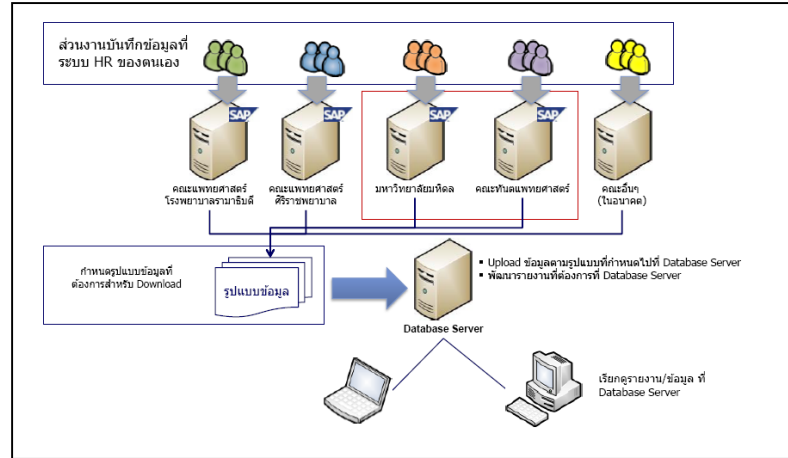 ส่วนงานบันทึกข้อมูลที่
ระบบ HR ของตนเอง
SAP
SAP
SAP
SAP
คณะแพทยศาสตร์
โรงพยาบาลรามาธิบดี
คณะแพทยศาสตร์
ศิริราชพยาบาล
มหาวิทยาลัยมหิดล
คณะทันตแพทยศาสตร์
คณะอื่นๆ
(ในอนาคต)
กำหนดรูปแบบข้อมูลที่
ต้องการสำหรับ Download
รูปแบบข้อมูล
▪ Upload ข้อมูลตามรูปแบบที่กำหนดไปที่ Database Server
▪ พัฒนารายงานที่ต้องการที่ Database Server
Database Server
เรียกดูรายงาน/ข้อมูล ที่
Database Server